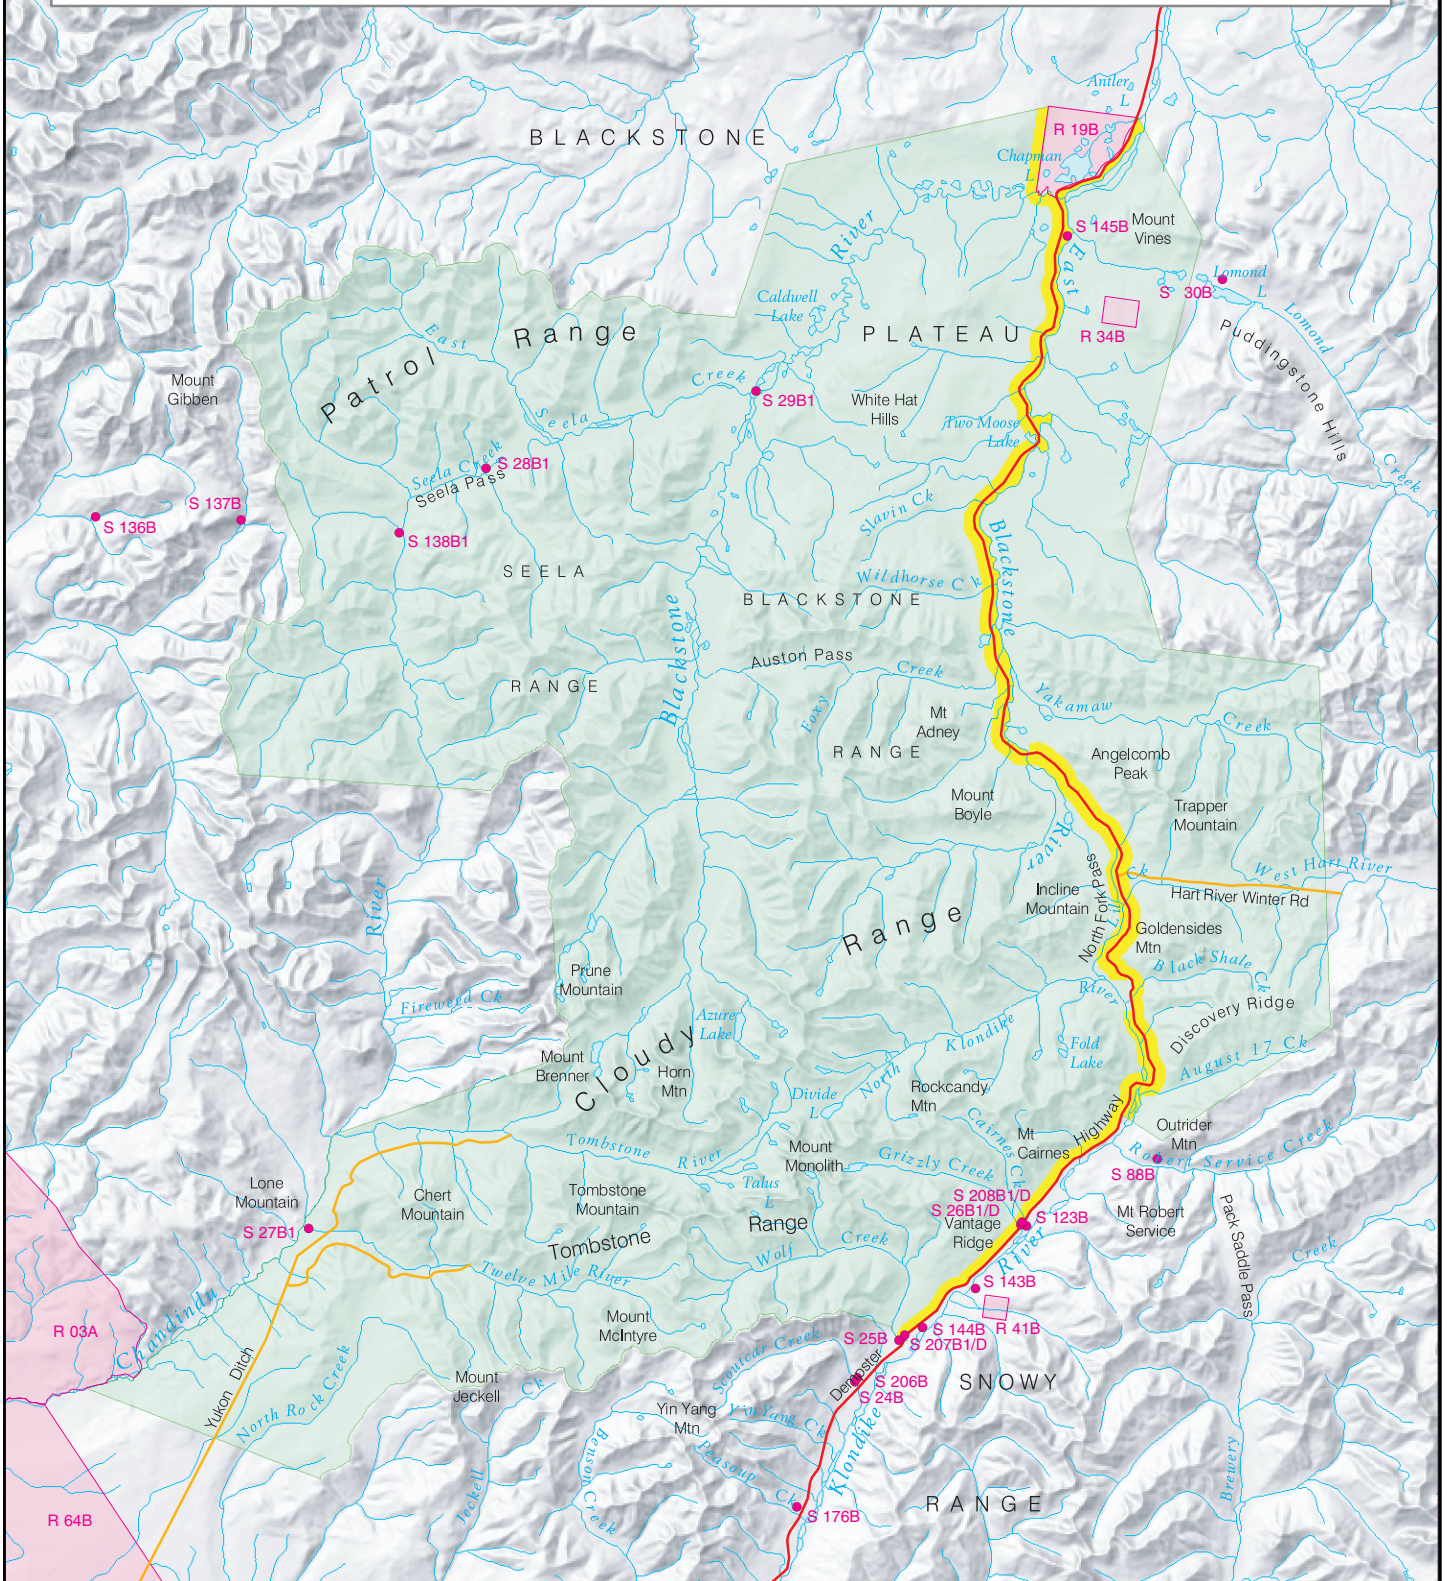 Antler
L
BLACKSTONE
R 19B
Chapman
L
River
S 145B
Mount
Vines
East
Lomond
L
S 30B
Caldwell
Lake
Lomond
PLATEAU
R 34B
Puddingstone Hills
East
Patrol Range
Mount
Gibben
Creek
S 29B1
White Hat
Hills
Seela
Two Moose
Lake
Seela Creek
S 28B1
Seela Pass
Creek
S 137B
S 136B
S 138B1
Slavin Ck
Blackstone
SEELA
Wildhorse Ck
BLACKSTONE
Blackstone
Auston Pass
Creek
RANGE
Foxy
Yakamaw
Creek
Mt
Adney
RANGE
Angelcomb
Peak
Mount
Boyle
Trapper
Mountain
River
North Fork Pass
Ck
West Hart River
River
Incline
Mountain
Hart River Winter Rd
Range
Goldensides
Mtn
Black Shale Ck
Prune
Mountain
Fireweed Ck
River
Discovery Ridge
Azure
Lake
Klondike
Cloudy
Fold
Lake
August 17 Ck
Mount
Brenner
Horn
Mtn
North
Rockcandy
Mtn
Divide
L
Cairnes Ck
Highway
Outrider
Mtn
Mt
Cairnes
Robert Service Creek
Tombstone River
Mount
Monolith
Grizzly Creek
S 88B
Lone
Mountain
Chert
Mountain
Tombstone
Mountain
Talus
L
S 208B1/D
S 26B1/D
S 123B
Mt Robert
Service
Pack Saddle Pass
S 27B1
Range
Vantage
Ridge
Tombstone
Creek
Wolf
River
Creek
Twelve Mile River
S 143B
Chandindu
R 03A
Mount
McIntyre
R 41B
S 144B
S 25B
S 207B1/D
Scoutcar Creek
Dempster
Yukon Ditch
North Rock Creek
Mount
Jeckell
Ck
S 206B
S 24B
SNOWY
Yin Yang
Mtn
Yin Yang Ck
Klondike
Benson Creek
Peasoup
Ck
Jeckell
Brewery
S 176B
RANGE
R 64B